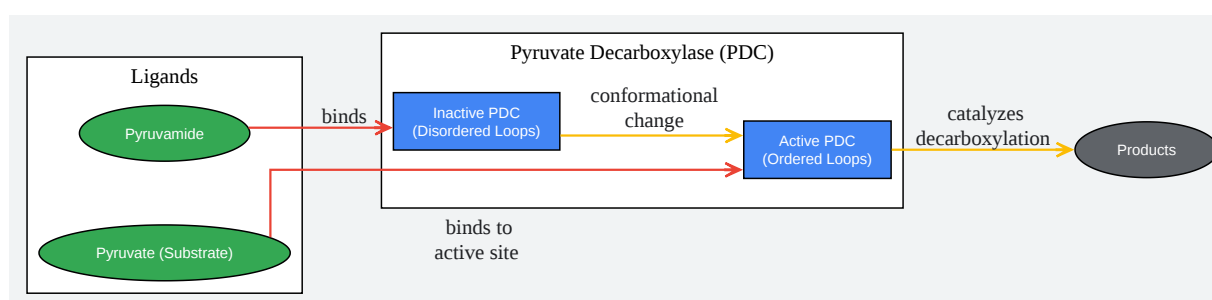 Ligands
Pyruvamide
Pyruvate (Substrate)
binds
Pyruvate Decarboxylase (PDC)
Inactive PDC
(Disordered Loops)
conformational
change
Active PDC
(Ordered Loops)
binds to
active site
catalyzes
decarboxylation
Products